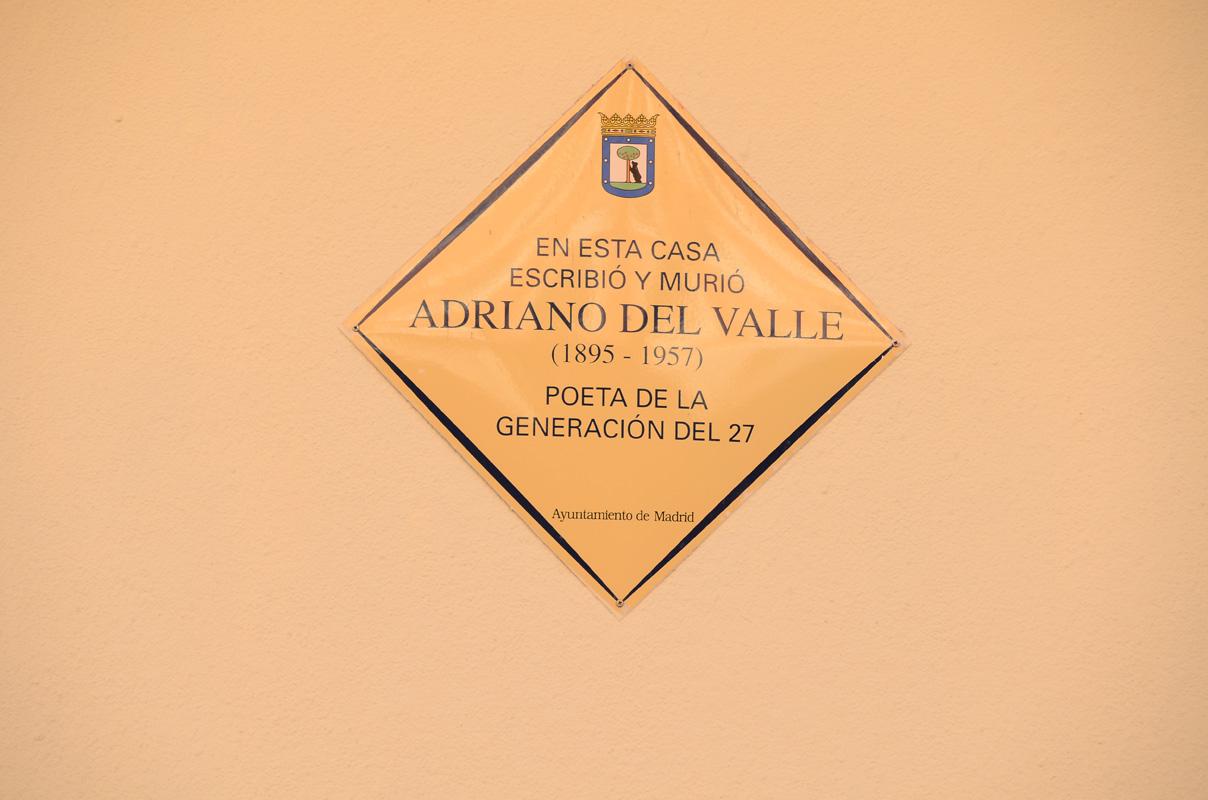 EN ESTA CASA
ESCRIBIÓ Y MURIÓ
ADRIANO DEL VALLE
(1895 - 1957)
POETA DE LA
GENERACIÓN DEL 27
Ayuntamiento de Madrid